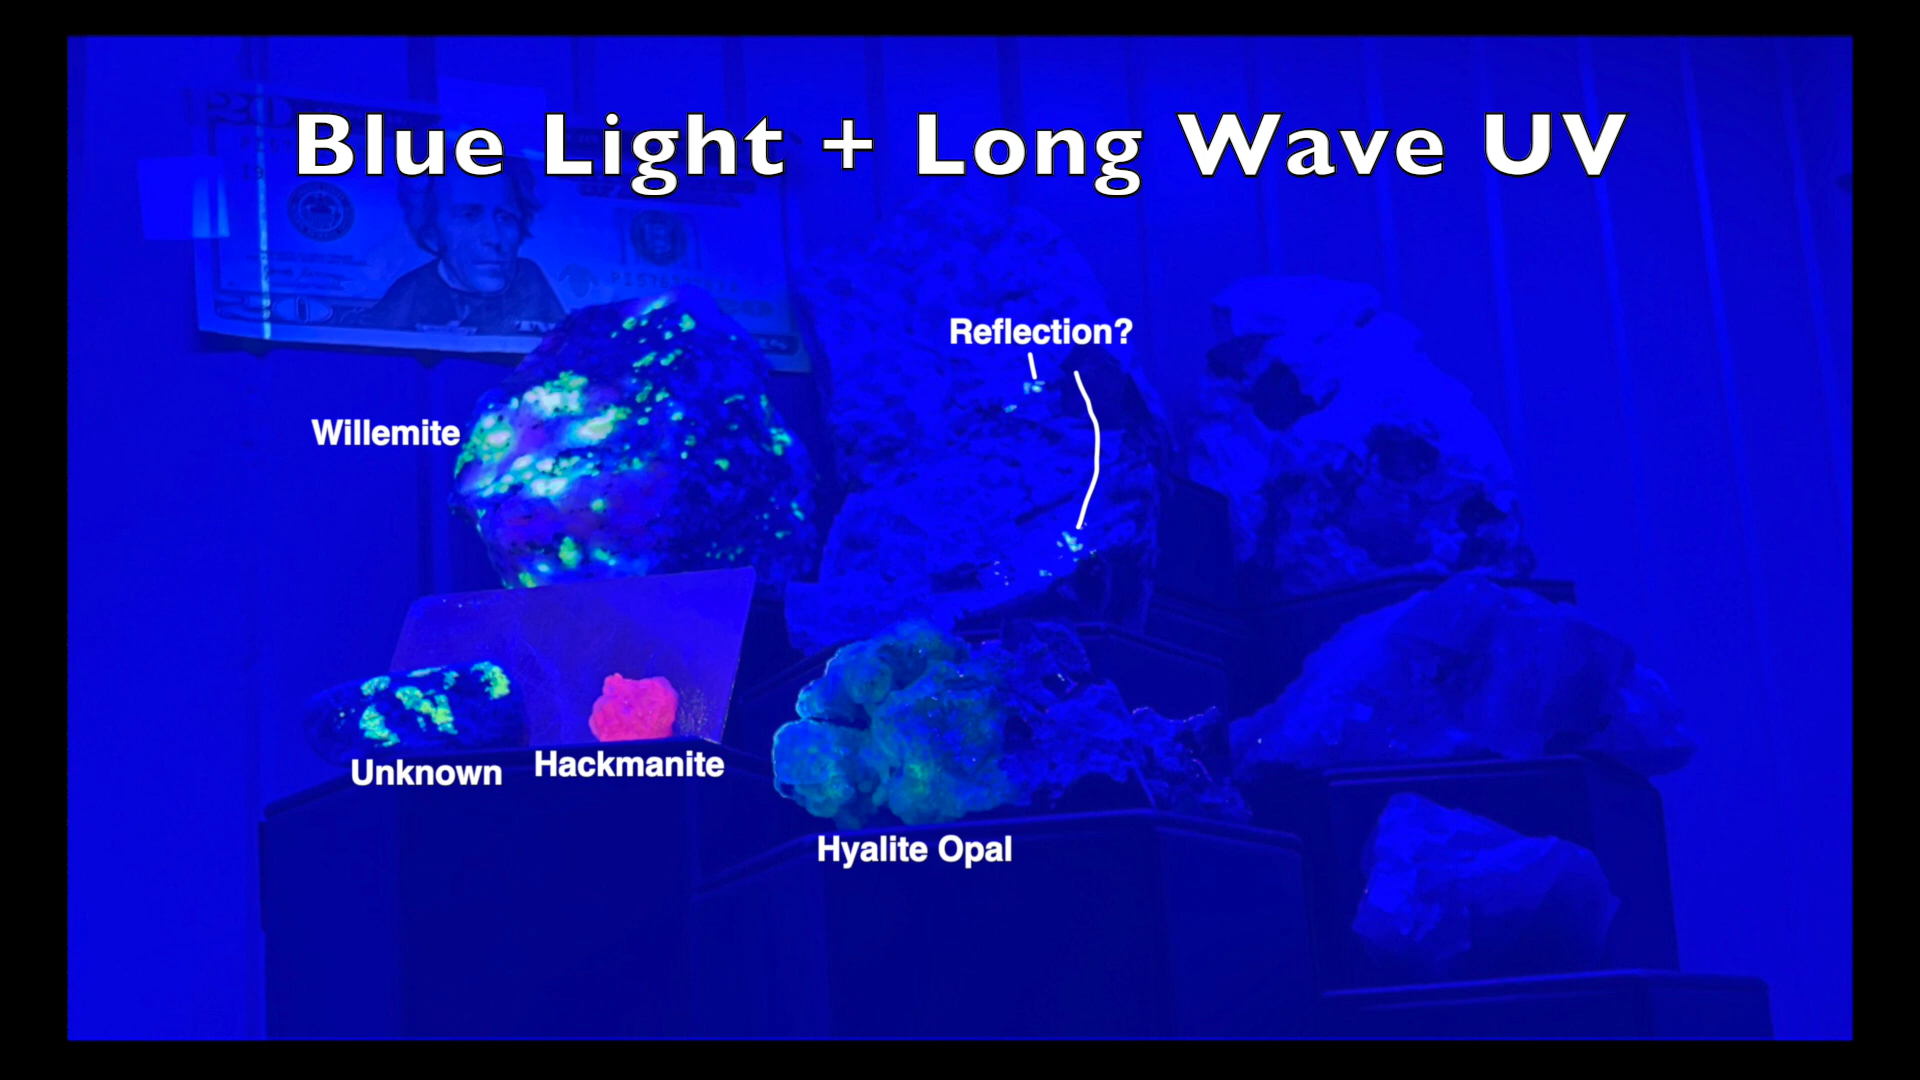 Blue Light + Long Wave UV
Reflection?
Willemite
Unknown
Hackmanite
Hyalite Opal